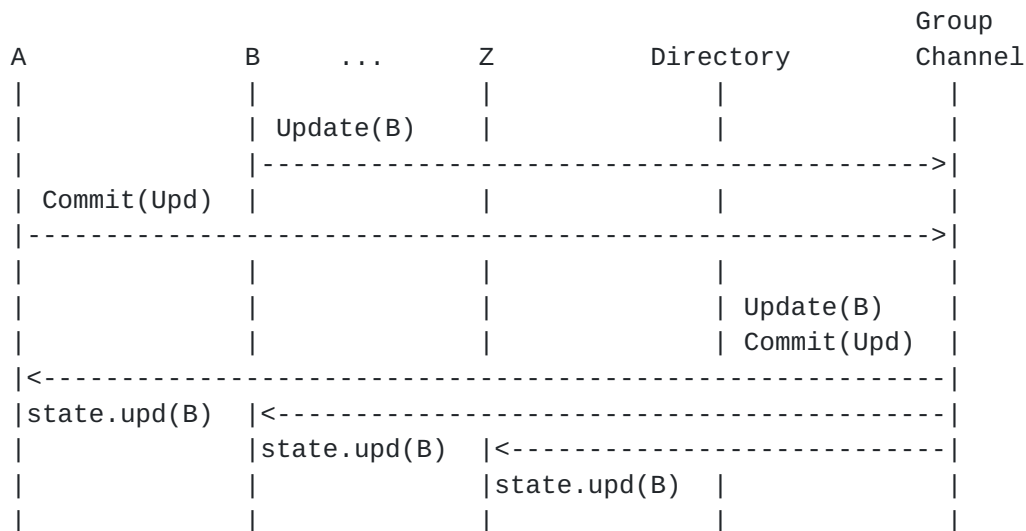 Group
A              B     ...      Z          Directory        Channel
|              |              |              |              |
|              | Update(B)    |              |              |
|              |------------------------------------------->|
| Commit(Upd)  |              |              |              |
|---------------------------------------------------------->|
|              |              |              |              |
|              |              |              | Update(B)    |
|              |              |              | Commit(Upd)  |
|<----------------------------------------------------------|
|state.upd(B)  |<-------------------------------------------|
|              |state.upd(B)  |<----------------------------|
|              |              |state.upd(B)  |              |
|              |              |              |              |